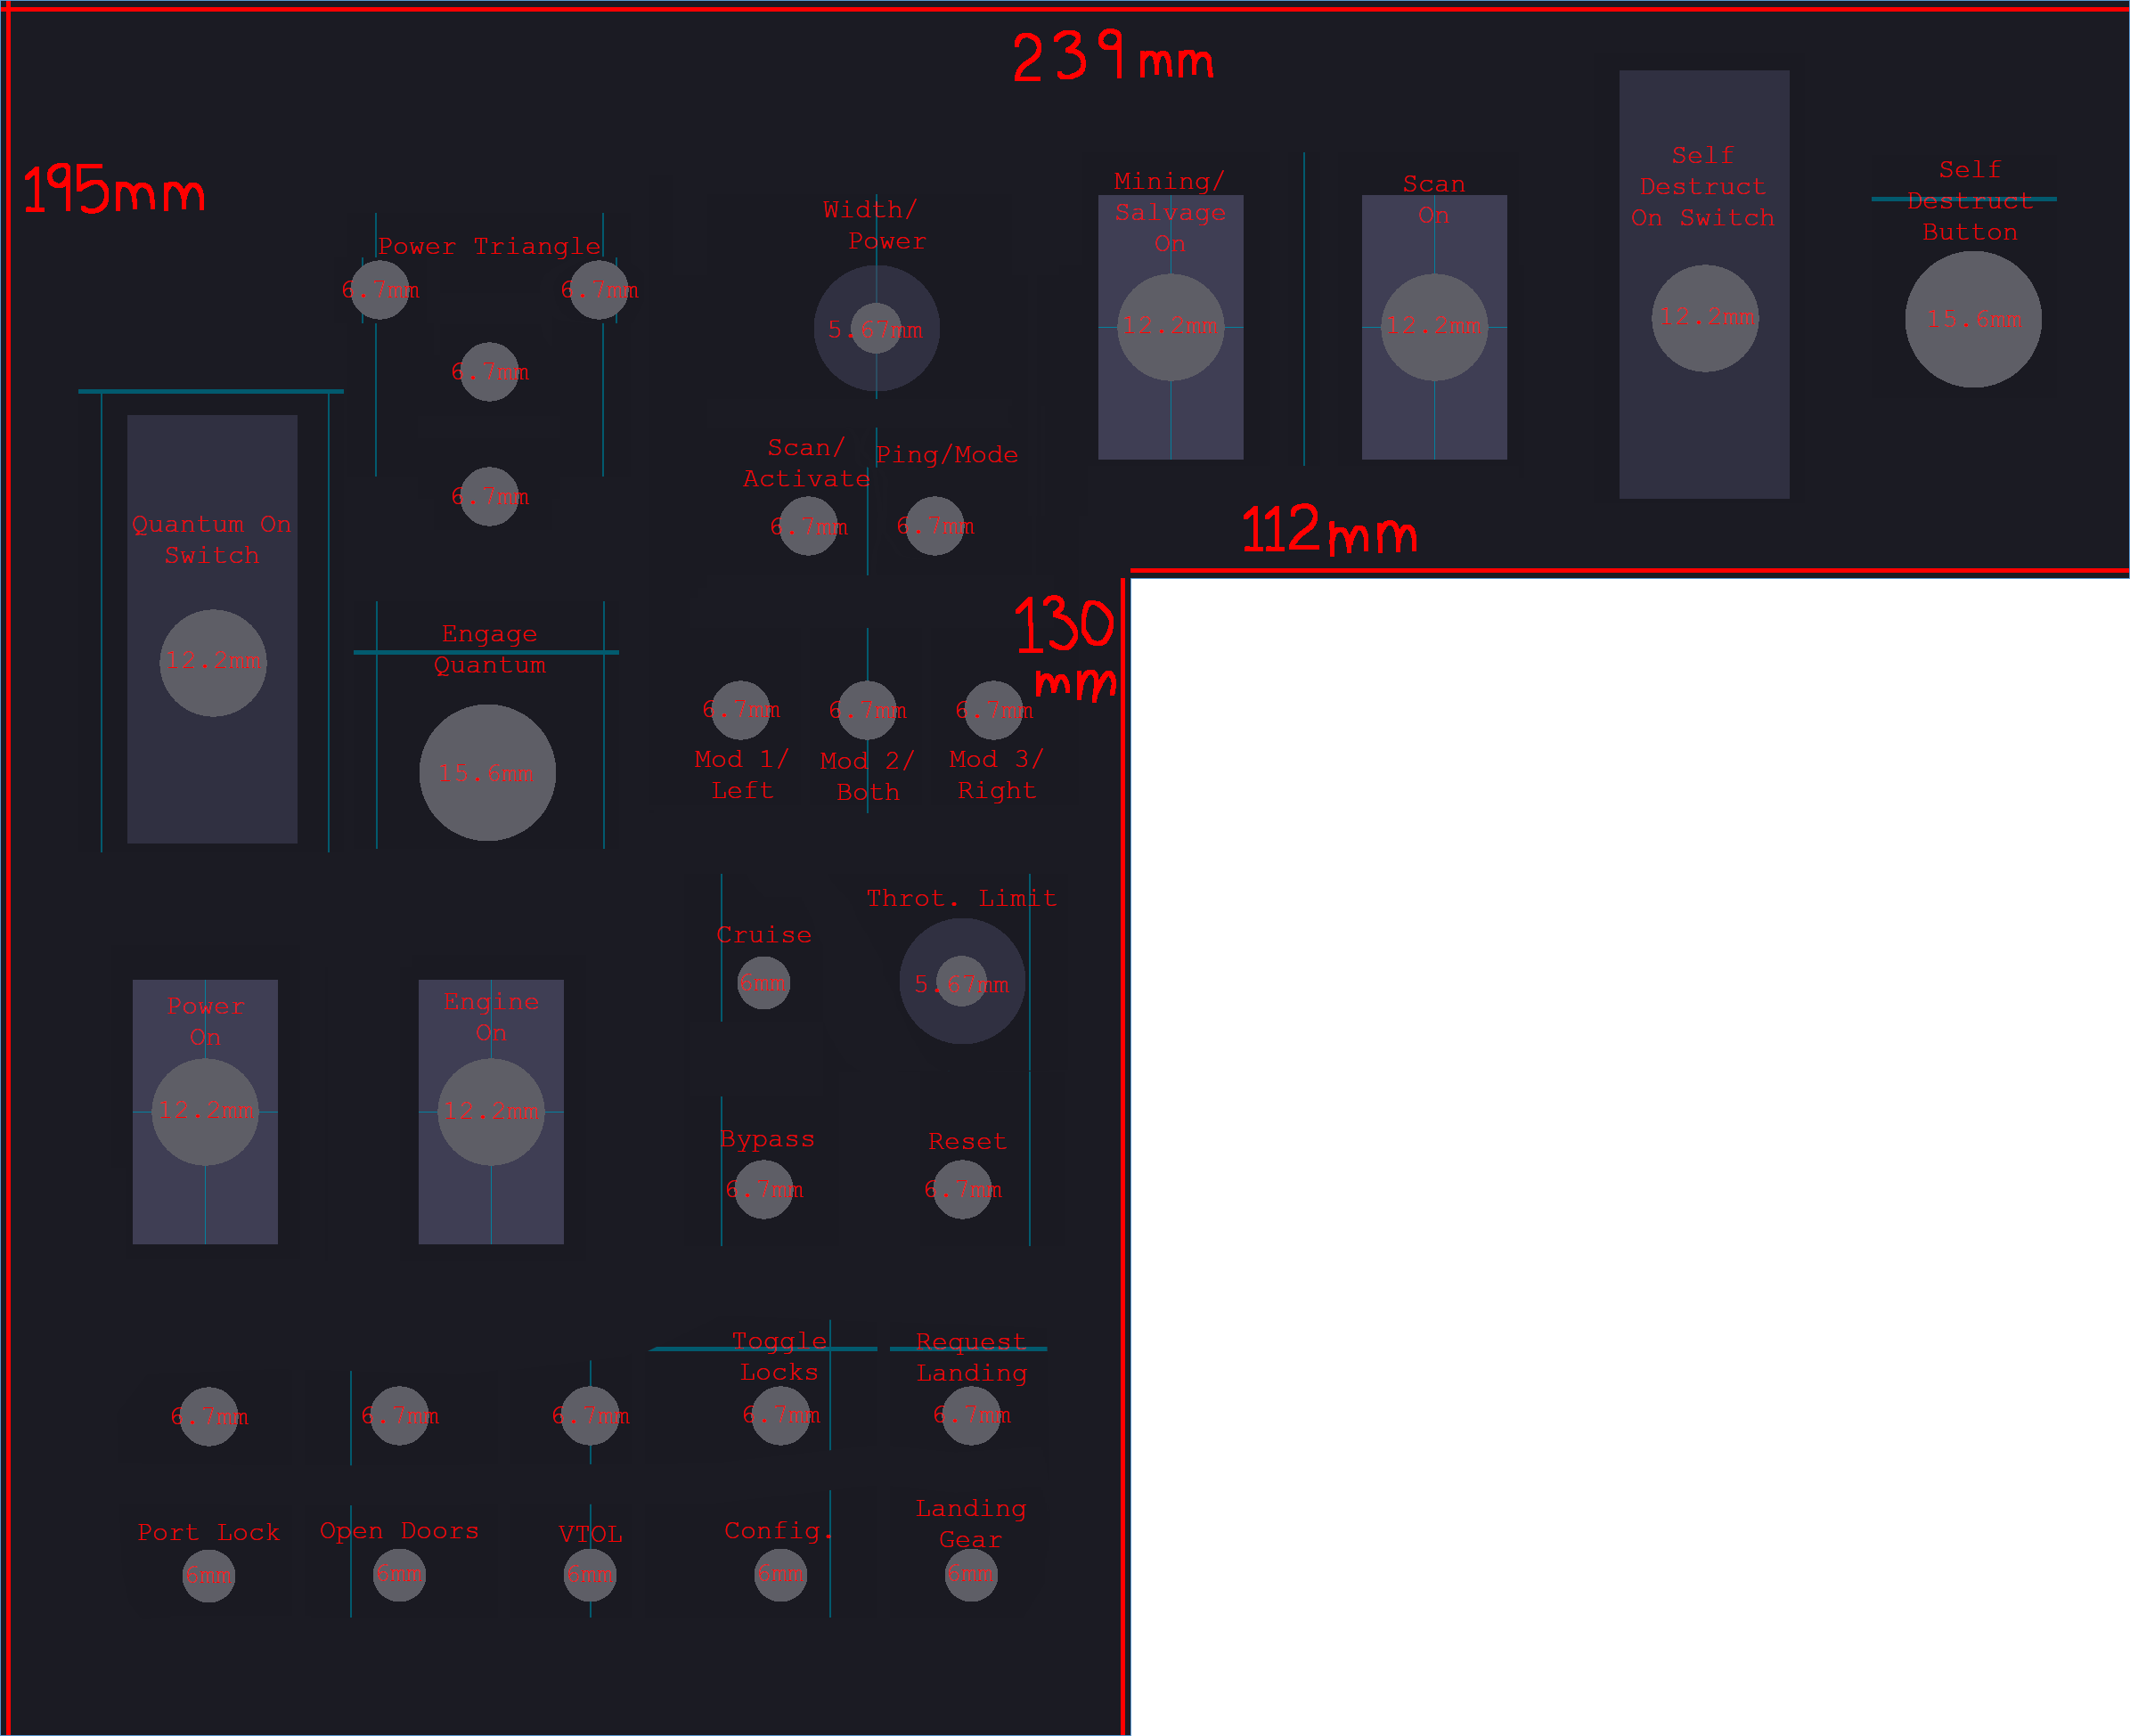 239mm
195mm
Power Triangle
6.7mm
6.7mm
6.7mm
6.7mm
Width/
Power
5.67mm
Mining/
Salvage
On
12.2mm
Scan
On
12.2mm
Self
Destruct
On Switch
12.2mm
Self
Destruct
Button
15.6mm
Scan/
Activate
6.7mm
Ping/Mode
6.7mm
112mm
130
mm
Quantum On
Switch
12.2mm
Engage
Quantum
15.6mm
6.7mm
6.7mm
6.7mm
Mod 1/
Left
Mod 2/
Both
Mod 3/
Right
Cruise
6mm
Throt. Limit
5.67mm
Power
On
12.2mm
Engine
On
12.2mm
Bypass
6.7mm
Reset
6.7mm
Toggle
Locks
Request
Landing
6.7mm
6.7mm
6.7mm
6.7mm
6.7mm
Port Lock
Open Doors
VTOL
Config.
Landing
Gear
6mm
6mm
6mm
6mm
6mm